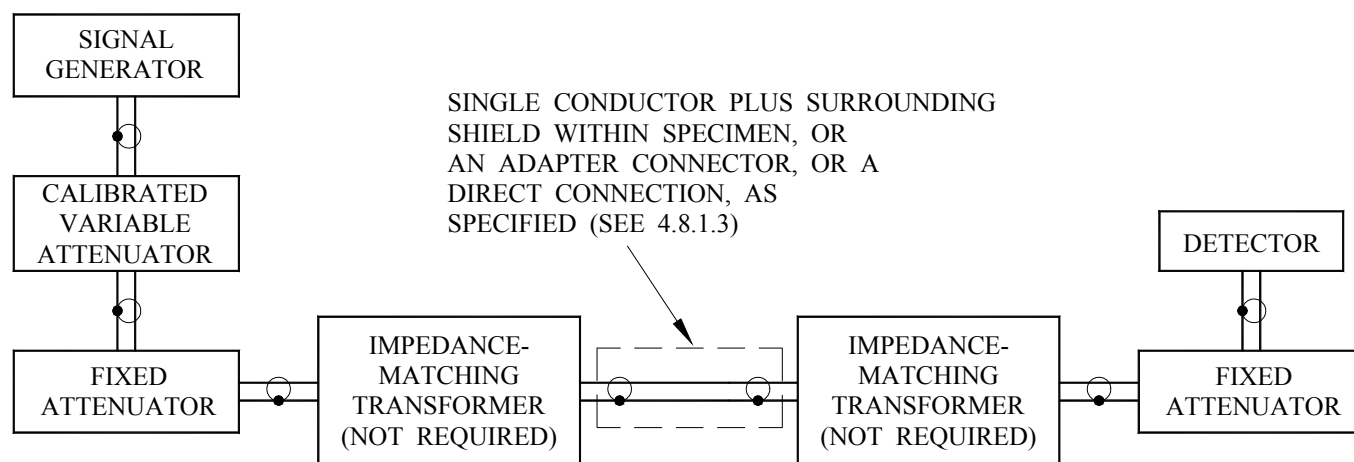 SIGNAL
GENERATOR
CALIBRATED
VARIABLE
ATTENUATOR
FIXED
ATTENUATOR
IMPEDANCE-
MATCHING
TRANSFORMER
(NOT REQUIRED)
SINGLE CONDUCTOR PLUS SURROUNDING
SHIELD WITHIN SPECIMEN, OR
AN ADAPTER CONNECTOR, OR A
DIRECT CONNECTION, AS
SPECIFIED (SEE 4.8.1.3)
IMPEDANCE-
MATCHING
TRANSFORMER
(NOT REQUIRED)
DETECTOR
FIXED
ATTENUATOR